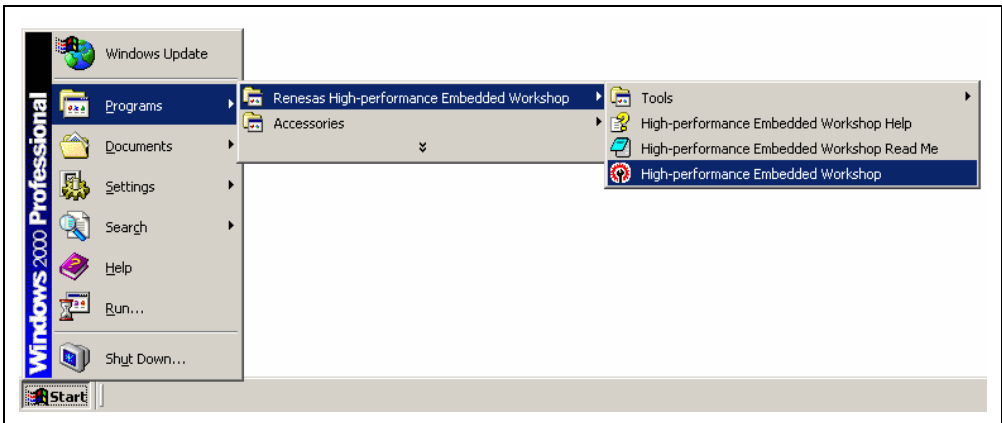 Windows 2000 Professional
Windows Update
Programs
Documents
Settings
Search
Help
Run...
Shut Down...
Start
Renesas High-performance Embedded Workshop
Accessories
Tools
High-performance Embedded Workshop Help
High-performance Embedded Workshop Read Me
High-performance Embedded Workshop